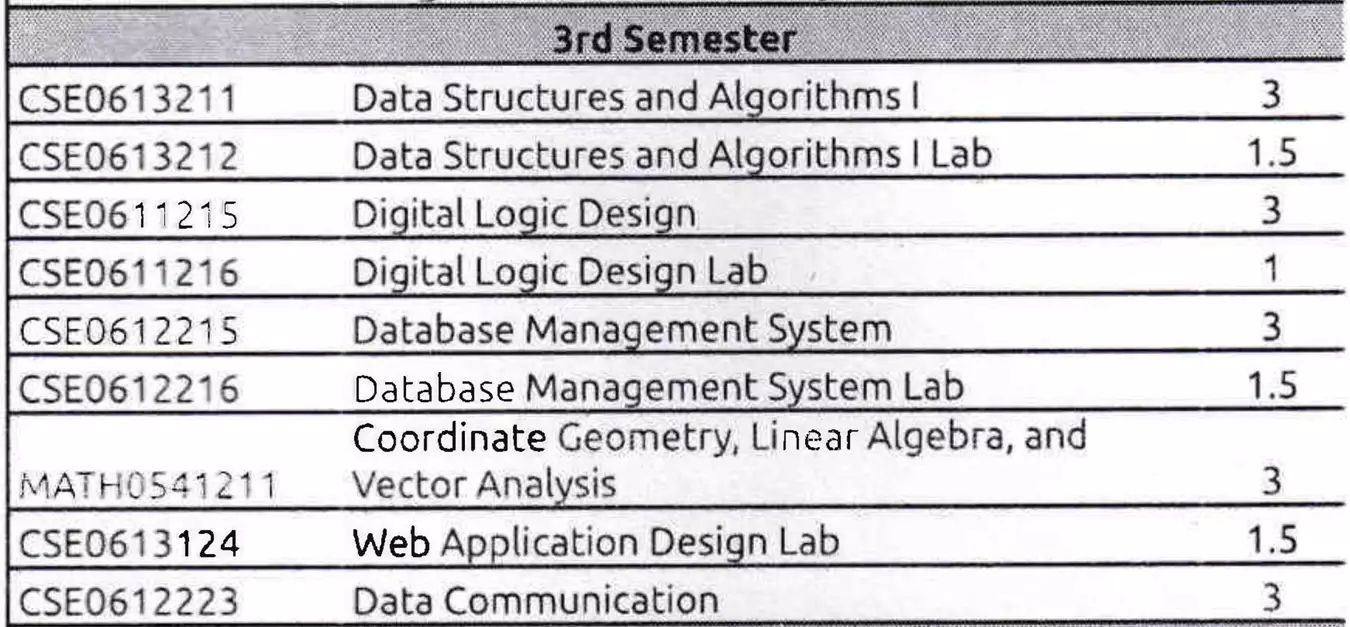 3rd Semester
CSE0613211 Data Structures and Algorithms I 3
CSE0613212 Data Structures and Algorithms I Lab 1.5
CSE0611215 Digital Logic Design 3
CSE0611216 Digital Logic Design Lab 1
CSE0612215 Database Management System 3
CSE0612216 Database Management System Lab 1.5
Coordinate Geometry, Linear Algebra, and
MATH0541211 Vector Analysis 3
CSE0613124 Web Application Design Lab 1.5
CSE0612223 Data Communication 3